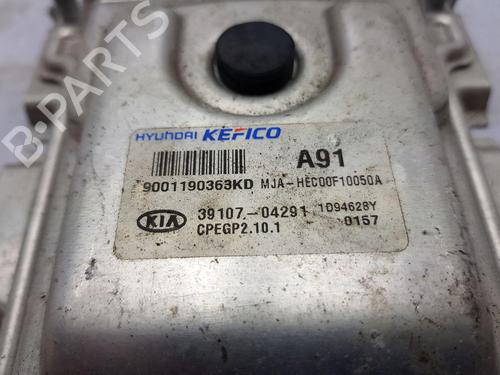 HYUNDAI KEFICO
A91
9001190363KD MJA-HEC00F10050A
KIA 39107-04291 1D94628Y
CPEGP2.10.1 0157
B-PARTS